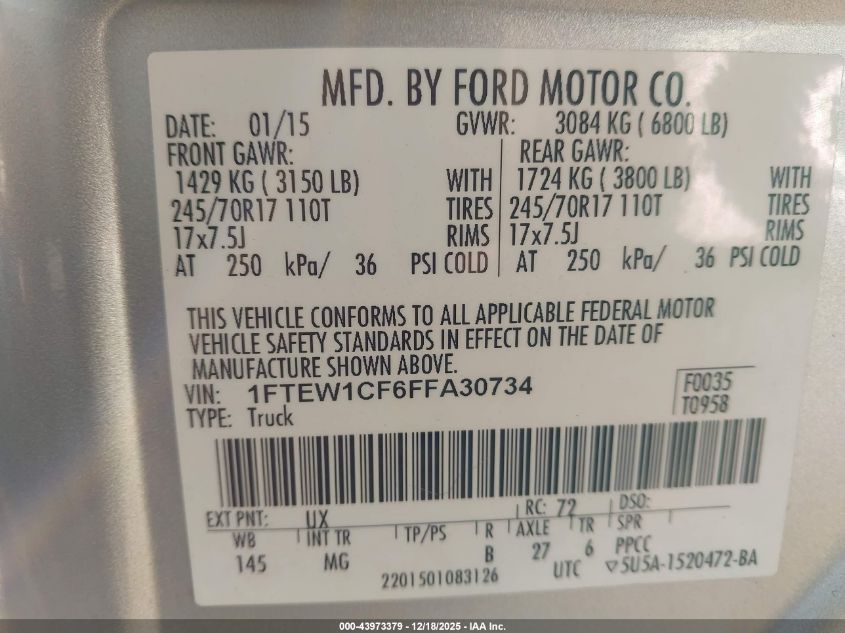 MFD. BY FORD MOTOR CO.
DATE: 01/15 GVWR: 3084 KG ( 6800 LB)
FRONT GAWR: REAR GAWR:
1429 KG ( 3150 LB) WITH 1724 KG ( 3800 LB) WITH
245/70R17 110T TIRES 245/70R17 110T TIRES
17x7.5J RIMS 17x7.5J RIMS
AT 250 kPa/ 36 PSI COLD AT 250 kPa/ 36 PSI COLD
THIS VEHICLE CONFORMS TO ALL APPLICABLE FEDERAL MOTOR
VEHICLE SAFETY STANDARDS IN EFFECT ON THE DATE OF
MANUFACTURE SHOWN ABOVE.
VIN: 1FTEW1CF6FFA30734 F0035
TYPE: Truck T0958
EXT PNT: UX RC: 72 DSO:
WB INT TR TP/PS R AXLE TR SPR
145 MG B 27 6 PPCC
2201501083126 UTC ▽5U5A-1520472-BA
000-43973379 – 12/18/2025 – IAA Inc.